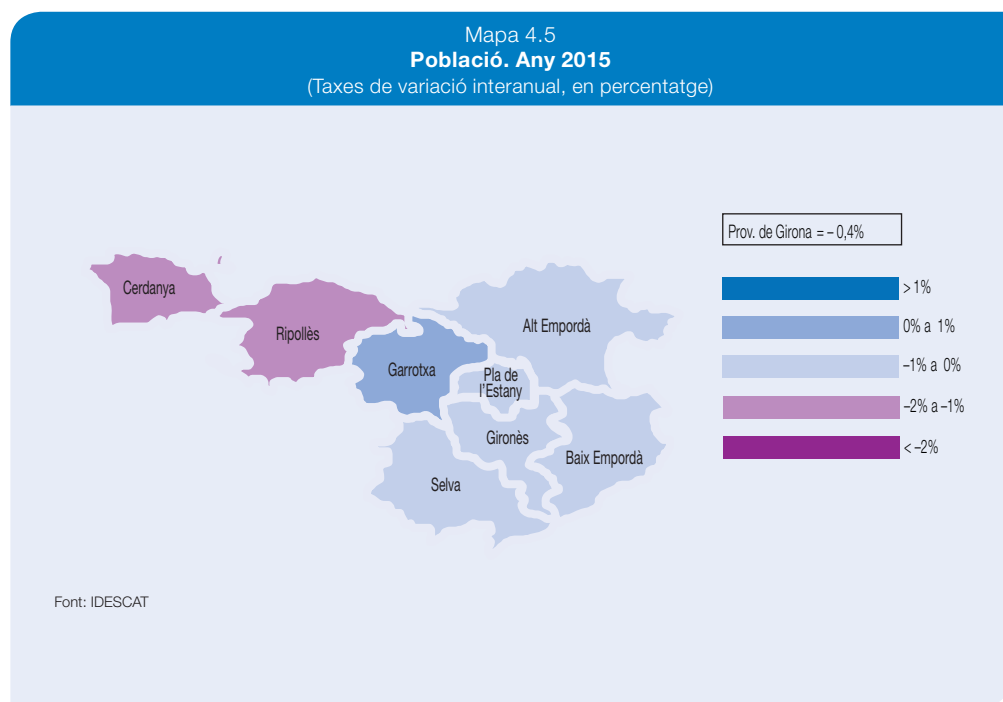 Mapa 4.5
Població. Any 2015
(Taxes de variació interanual, en percentatge)
Prov. de Girona = – 0,4%
> 1%
0% a 1%
–1% a 0%
–2% a –1%
< –2%
Cerdanya
Ripollès
Garrotxa
Alt Empordà
Pla de
l'Estany
Gironès
Baix Empordà
Selva
Font: IDESCAT